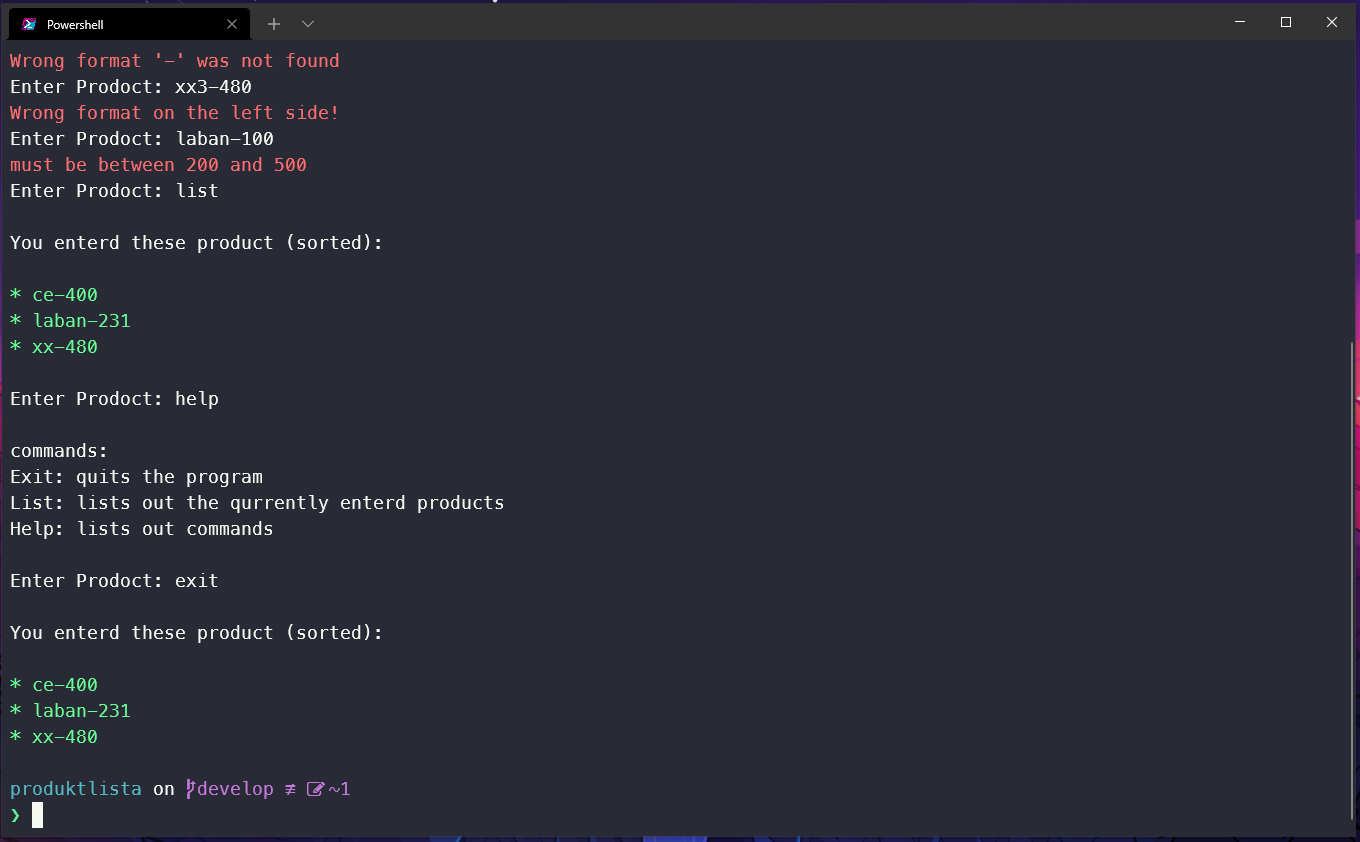 Powershell
Wrong format '-' was not found
Enter Prodoct: xx3-480
Wrong format on the left side!
Enter Prodoct: laban-100
must be between 200 and 500
Enter Prodoct: list
You enterd these product (sorted):
* ce-400
* laban-231
* xx-480
Enter Prodoct: help
commands:
Exit: quits the program
List: lists out the qurrently enterd products
Help: lists out commands
Enter Prodoct: exit
You enterd these product (sorted):
* ce-400
* laban-231
* xx-480
produktlista on develop ≢ ~1
❯